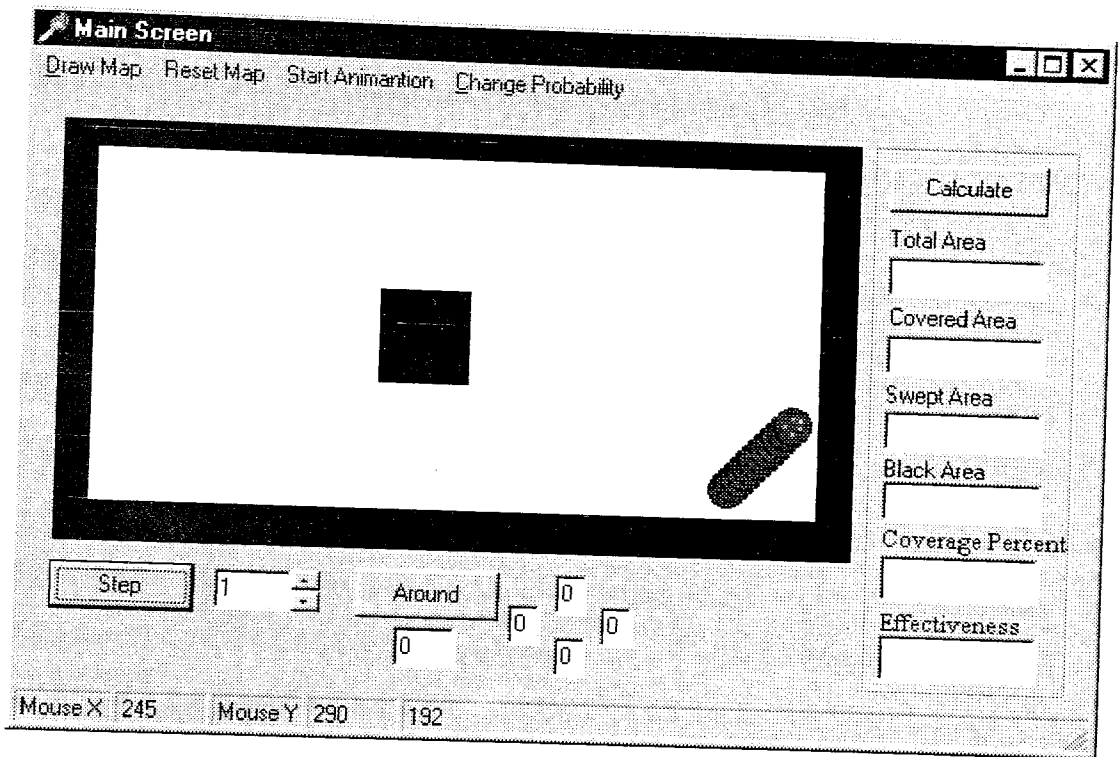 Main Screen
Draw Map Reset Map Start Animantion Change Probability
Calculate
Total Area
Covered Area
Swept Area
Black Area
Coverage Percent
Effectiveness
Step 1 Around 0
0 0 0
0
Mouse X 245 Mouse Y 290 192